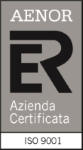 AENOR
ER
Azienda
Certificata
ISO 9001